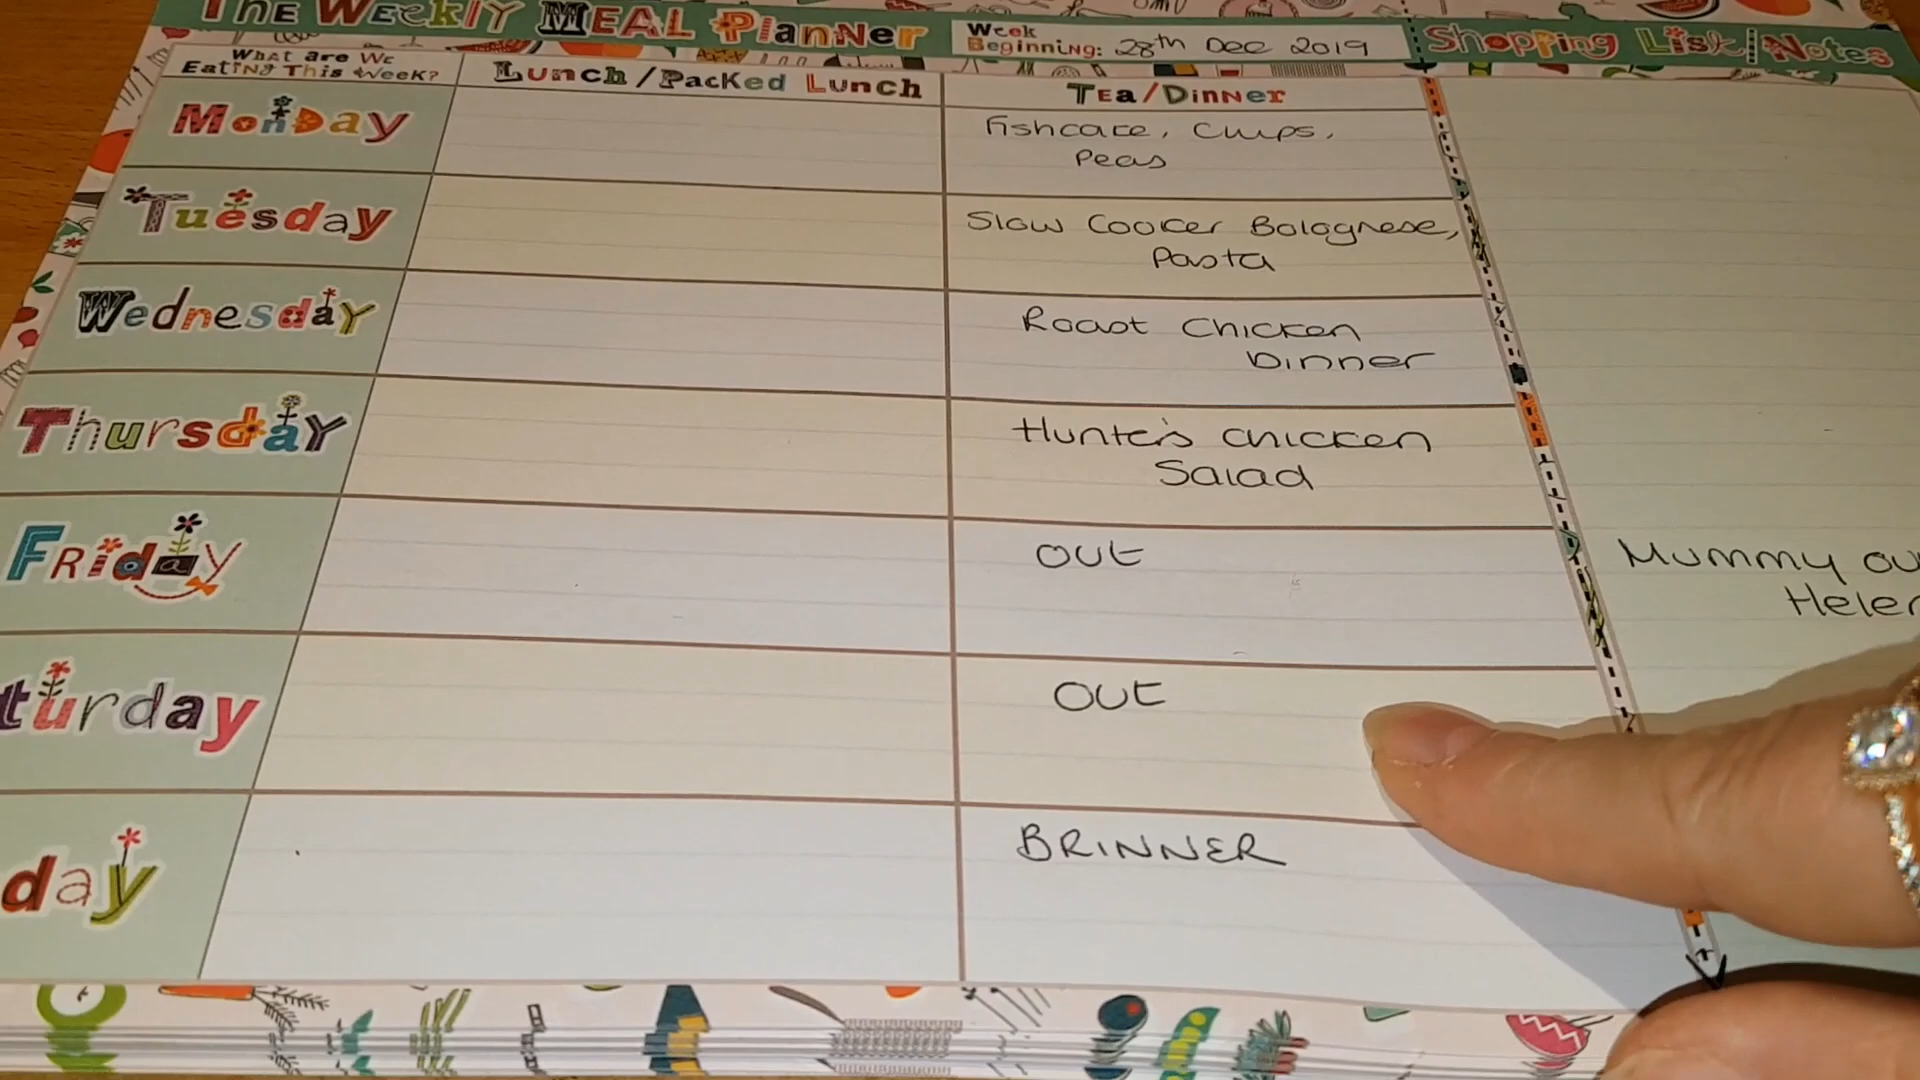 The Weekly Meal Planner
Week
Beginning: 28th Dec 2019
Shopping List/Notes
What are We
Eating This Week?
Lunch/Packed Lunch
Tea/Dinner
Monday
Fishcake, Chips,
Peas
Tuesday
Slow Cooker Bolognese,
Pasta
Wednesday
Roast Chicken
Dinner
Thursday
Hunter's Chicken
Salad
Friday
OUT
Mummy ou
Helen
turday
OUT
day
BRINNER